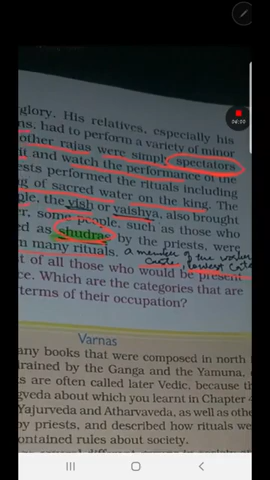 04:59
glory. His relatives, especially his
ns, had to perform a variety of minor
other rajas were simply spectators
sit and watch the performance of the
ests performed the rituals including
ng of sacred water on the king. The
ple, the vish or vaishya, also brought
er, some people, such as those who
ed as shudras by the priests, were
m many rituals. a member of the worker
caste, lowest caste
t of all those who would be present
ce. Which are the categories that are
terms of their occupation?
Varnas
any books that were composed in north
drained by the Ganga and the Yamuna,
s are often called later Vedic, because th
gveda about which you learnt in Chapter 4
Yajurveda and Atharvaveda, as well as othe
by priests, and described how rituals we
ontained rules about society.